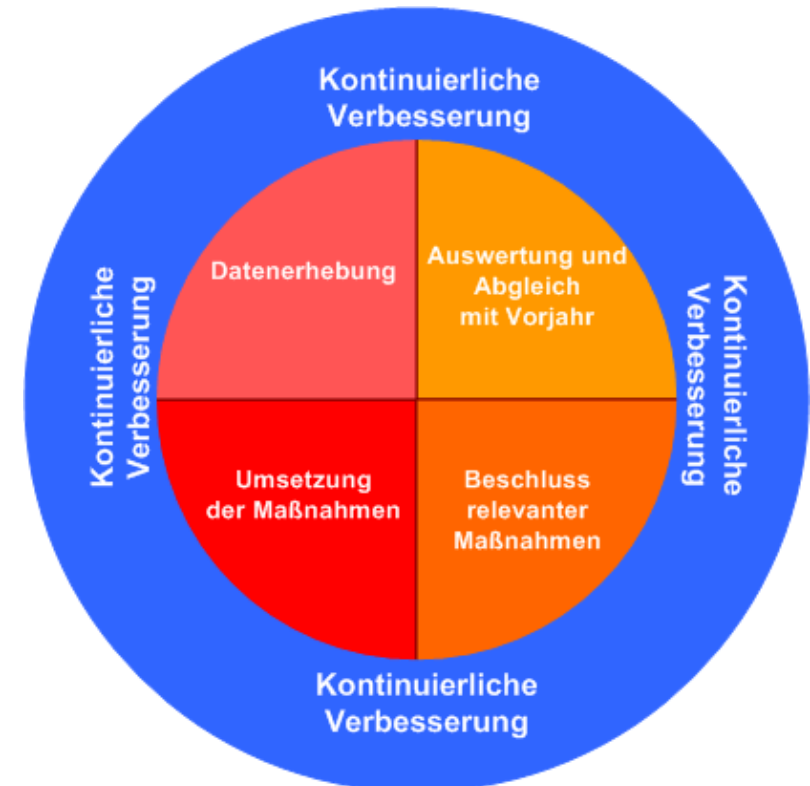 Kontinuierliche
Verbesserung
Datenerhebung
Auswertung und
Abgleich
mit Vorjahr
Kontinuierliche
Verbesserung
Kontinuierliche
Verbesserung
Umsetzung
der Maßnahmen
Beschluss
relevanter
Maßnahmen
Kontinuierliche
Verbesserung